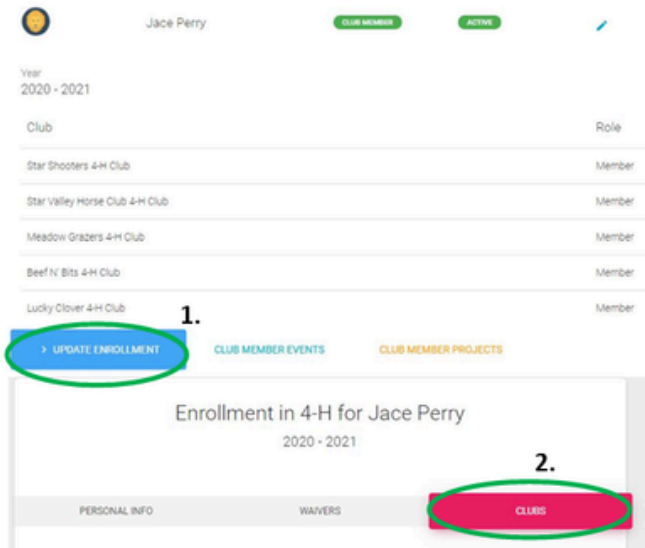 Jace Perry CLUB MEMBER ACTIVE
Year
2020 - 2021
Club Role
Star Shooters 4-H Club Member
Star Valley Horse Club 4-H Club Member
Meadow Grazers 4-H Club Member
Beef N' Bits 4-H Club Member
Lucky Clover 4-H Club Member
1.
> UPDATE ENROLLMENT CLUB MEMBER EVENTS CLUB MEMBER PROJECTS
Enrollment in 4-H for Jace Perry
2020 - 2021
2.
PERSONAL INFO WAIVERS CLUBS